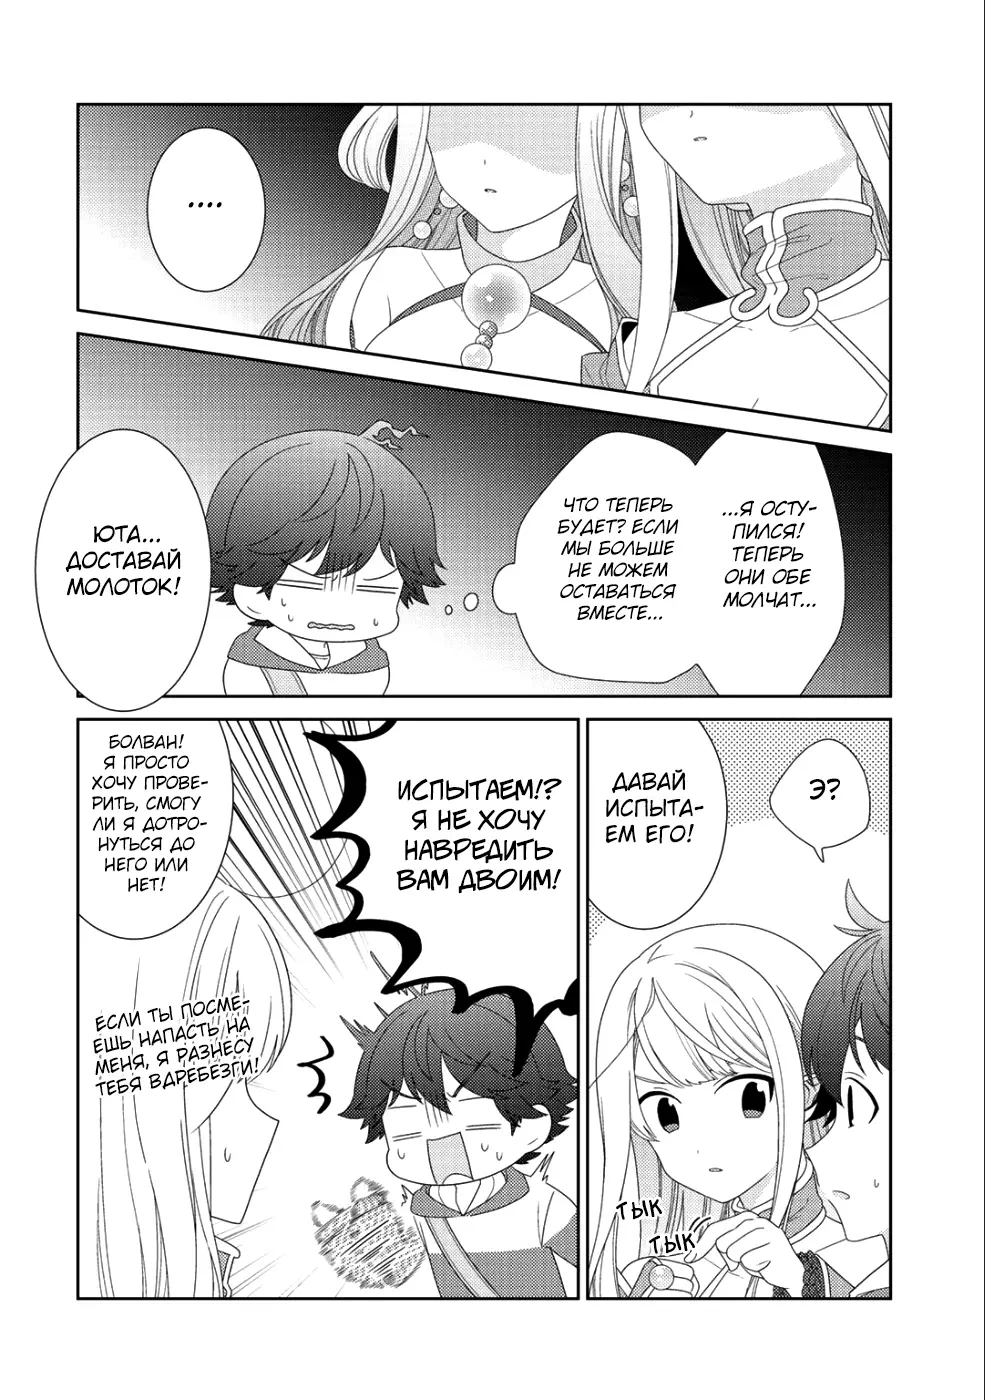 ....
...Я ОСТУ-
ПИЛСЯ!
ТЕПЕРЬ
ОНИ ОБЕ
МОЛЧАТ...
ЧТО ТЕПЕРЬ
БУДЕТ? ЕСЛИ
МЫ БОЛЬШЕ
НЕ МОЖЕМ
ОСТАВАТЬСЯ
ВМЕСТЕ...
ЮТА...
ДОСТАВАЙ
МОЛОТОК!
Э?
ДАВАЙ
ИСПЫТА-
ЕМ ЕГО!
ТЫК
ТЫК
ИСПЫТАЕМ!?
Я НЕ ХОЧУ
НАВРЕДИТЬ
ВАМ ДВОИМ!
БОЛВАН!
Я ПРОСТО
ХОЧУ ПРОВЕ-
РИТЬ, СМОГУ
ЛИ Я ДОТРО-
НУТЬСЯ ДО
НЕГО ИЛИ
НЕТ!
ЕСЛИ ТЫ ПОСМЕ-
ЕШЬ НАПАСТЬ НА
МЕНЯ, Я РАЗНЕСУ
ТЕБЯ ВДРЕБЕЗГИ!